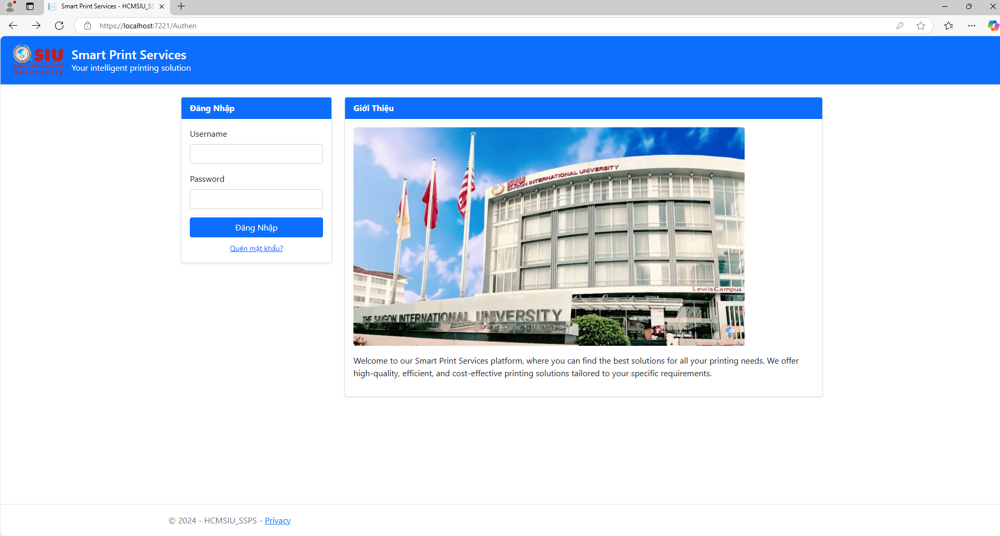 Smart Print Services - HCMSIU_SS
https://localhost:7221/Authen
SIU
Saigon International
University
Smart Print Services
Your intelligent printing solution
Đăng Nhập
Username
Password
Đăng Nhập
Quên mật khẩu?
Giới Thiệu
SIU SAIGON INTERNATIONAL UNIVERSITY
LewisCampus
THE SAIGON INTERNATIONAL UNIVERSITY
www.siu.edu.vn
Welcome to our Smart Print Services platform, where you can find the best solutions for all your printing needs. We offer
high-quality, efficient, and cost-effective printing solutions tailored to your specific requirements.
© 2024 - HCMSIU_SSPS - Privacy